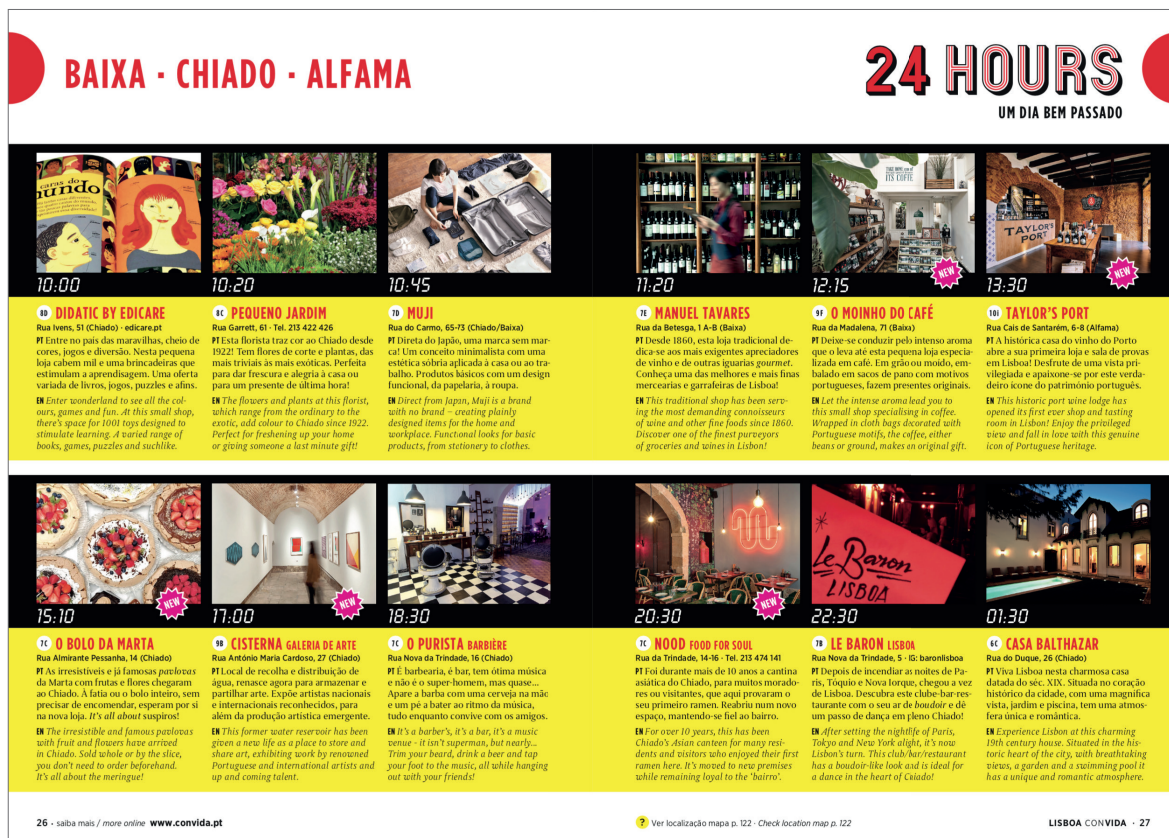 BAIXA · CHIADO · ALFAMA
24 HOURS
UM DIA BEM PASSADO
caras do
mundo
10:00
8D DIDATIC BY EDICARE
Rua Ivens, 51 (Chiado) · edicare.pt
PT Entre no país das maravilhas, cheio de
cores, jogos e diversão. Nesta pequena
loja cabem mil e uma brincadeiras que
estimulam a aprendizagem. Uma oferta
variada de livros, jogos, puzzles e afins.
EN Enter wonderland to see all the col-
ours, games and fun. At this small shop,
there's space for 1001 toys designed to
stimulate learning. A varied range of
books, games, puzzles and suchlike.
10:20
8C PEQUENO JARDIM
Rua Garrett, 61 · Tel. 213 422 426
PT Esta florista traz cor ao Chiado desde
1922! Tem flores de corte e plantas, das
mais triviais às mais exóticas. Perfeita
para dar frescura e alegria à casa ou
para um presente de última hora!
EN The flowers and plants at this florist,
which range from the ordinary to the
exotic, add colour to Chiado since 1922.
Perfect for freshening up your home
or giving someone a last minute gift!
10:45
7D MUJI
Rua do Carmo, 65-73 (Chiado/Baixa)
PT Direta do Japão, uma marca sem mar-
ca! Um conceito minimalista com uma
estética sóbria aplicada à casa ou ao tra-
balho. Produtos básicos com um design
funcional, da papelaria, à roupa.
EN Direct from Japan, Muji is a brand
with no brand – creating plainly
designed items for the home and
workplace. Functional looks for basic
products, from stationery to clothes.
11:20
7E MANUEL TAVARES
Rua da Betesga, 1 A-B (Baixa)
PT Desde 1860, esta loja tradicional de-
dica-se aos mais exigentes apreciadores
de vinho e de outras iguarias gourmet.
Conheça uma das melhores e mais finas
mercearias e garrafeiras de Lisboa!
EN This traditional shop has been serv-
ing the most demanding connoisseurs
of wine and other fine foods since 1860.
Discover one of the finest purveyors
of groceries and wines in Lisbon!
NEW
12:15
9F O MOINHO DO CAFÉ
Rua da Madalena, 71 (Baixa)
PT Deixe-se conduzir pelo intenso aroma
que o leva até esta pequena loja especia-
lizada em café. Em grão ou moído, em-
balado em sacos de pano com motivos
portugueses, fazem presentes originais.
EN Let the intense aroma lead you to
this small shop specialising in coffee.
Wrapped in cloth bags decorated with
Portuguese motifs, the coffee, either
beans or ground, makes an original gift.
TAYLOR'S
PORT
NEW
13:30
10I TAYLOR'S PORT
Rua Cais de Santarém, 6-8 (Alfama)
PT A histórica casa do vinho do Porto
abre a sua primeira loja e sala de provas
em Lisboa! Desfrute de uma vista pri-
vilegiada e apaixone-se por este verda-
deiro ícone do património português.
EN This historic port wine lodge has
opened its first ever shop and tasting
room in Lisbon! Enjoy the privileged
view and fall in love with this genuine
icon of Portuguese heritage.
NEW
15:10
7C O BOLO DA MARTA
Rua Almirante Pessanha, 14 (Chiado)
PT As irresistíveis e já famosas pavlovas
da Marta com frutas e flores chegaram
ao Chiado. À fatia ou o bolo inteiro, sem
precisar de encomendar, esperam por si
na nova loja. It's all about suspiros!
EN The irresistible and famous pavlovas
with fruit and flowers have arrived
in Chiado. Sold whole or by the slice,
you don't need to order beforehand.
It's all about the meringue!
NEW
17:00
9B CISTERNA GALERIA DE ARTE
Rua António Maria Cardoso, 27 (Chiado)
PT Local de recolha e distribuição de
água, renasce agora para armazenar e
partilhar arte. Expõe artistas nacionais
e internacionais reconhecidos, para
além da produção artística emergente.
EN This former water reservoir has been
given a new life as a place to store and
share art, exhibiting work by renowned
Portuguese and international artists and
up and coming talent.
18:30
7C O PURISTA BARBIÈRE
Rua Nova da Trindade, 16 (Chiado)
PT É barbearia, é bar, tem ótima música
e não é o super-homem, mas quase...
Apare a barba com uma cerveja na mão
e um pé a bater ao ritmo da música,
tudo enquanto convive com os amigos.
EN It's a barber's, it's a bar, it's a music
venue - it isn't superman, but nearly...
Trim your beard, drink a beer and tap
your foot to the music, all while hanging
out with your friends!
NEW
20:30
7C NOOD FOOD FOR SOUL
Rua da Trindade, 14-16 · Tel. 213 474 141
PT Foi durante mais de 10 anos a cantina
asiática do Chiado, para muitos morado-
res ou visitantes, que aqui provaram o
seu primeiro ramen. Reabriu num novo
espaço, mantendo-se fiel ao bairro.
EN For over 10 years, this has been
Chiado's Asian canteen for many resi-
dents and visitors who enjoyed their first
ramen here. It's moved to new premises
while remaining loyal to the 'bairro'.
Le Baron
LISBOA
22:30
7B LE BARON LISBOA
Rua Nova da Trindade, 5 · IG: baronlisboa
PT Depois de incendiar as noites de Pa-
ris, Tóquio e Nova Iorque, chegou a vez
de Lisboa. Descubra este clube-bar-res-
taurante com o seu ar de boudoir e dê
um passo de dança em pleno Chiado!
EN After setting the nightlife of Paris,
Tokyo and New York alight, it's now
Lisbon's turn. This club/bar/restaurant
has a boudoir-like look and is ideal for
a dance in the heart of Chiado!
01:30
6C CASA BALTHAZAR
Rua do Duque, 26 (Chiado)
PT Viva Lisboa nesta charmosa casa
datada do séc. XIX. Situada no coração
histórico da cidade, com uma magnífica
vista, jardim e piscina, tem uma atmos-
fera única e romântica.
EN Experience Lisbon at this charming
19th century house. Situated in the his-
toric heart of the city, with breathtaking
views, a garden and a swimming pool it
has a unique and romantic atmosphere.
26 - saiba mais / more online www.convida.pt
? Ver localização mapa p. 122 · Check location map p. 122
LISBOA CONVIDA · 27